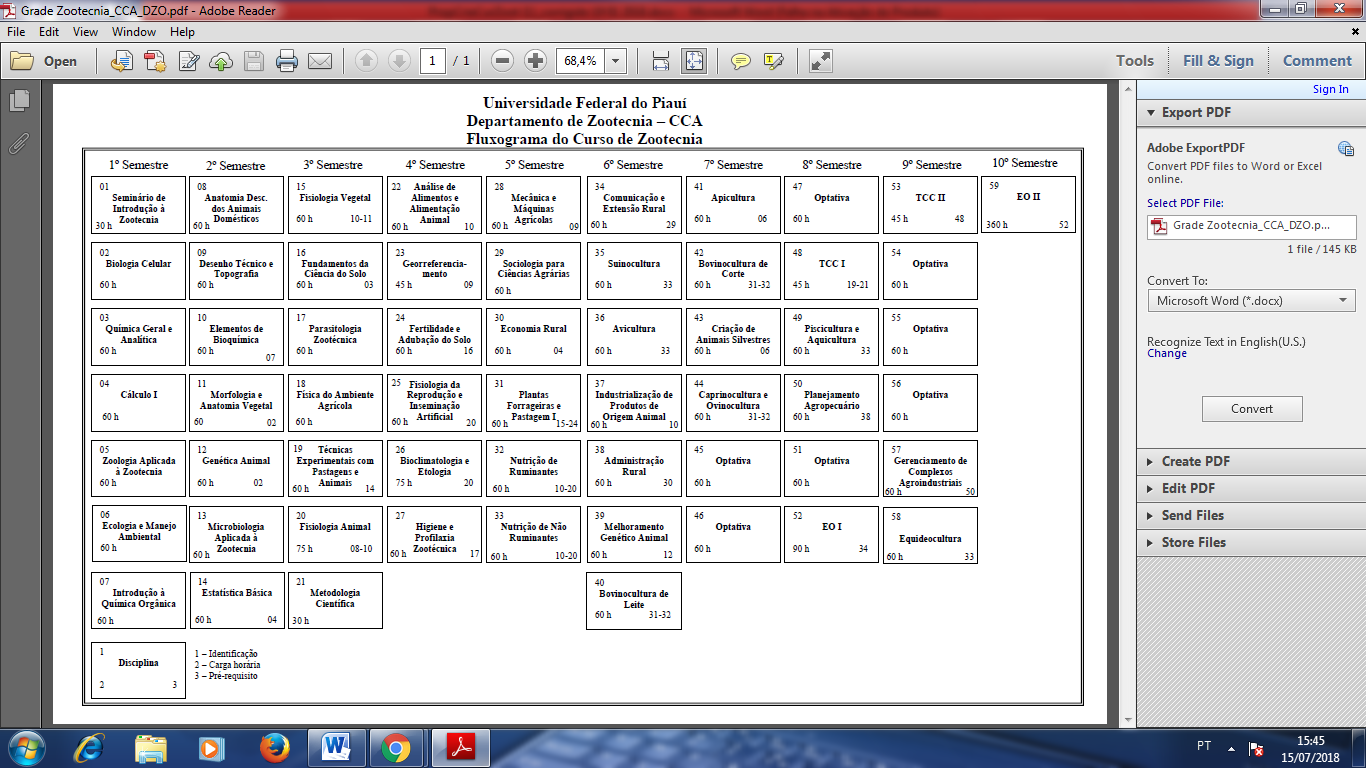 Grade Zootecnia_CCA_DZO.pdf - Adobe Reader
File Edit View Window Help
Open 1 / 1 68,4% Tools Fill & Sign Comment
Sign In
Export PDF
Adobe ExportPDF
Convert PDF files to Word or Excel
online.
Select PDF File:
Grade Zootecnia_CCA_DZO.p...
1 file / 145 KB
Convert To:
Microsoft Word (*.docx)
Recognize Text in English(U.S.)
Change
Convert
Create PDF
Edit PDF
Send Files
Store Files
Universidade Federal do Piauí
Departamento de Zootecnia – CCA
Fluxograma do Curso de Zootecnia
1º Semestre
01
Seminário de
Introdução à
Zootecnia
30 h
02
Biologia Celular
60 h
03
Química Geral e
Analítica
60 h
04
Cálculo I
60 h
05
Zoologia Aplicada
à Zootecnia
60 h
06
Ecologia e Manejo
Ambiental
60 h
07
Introdução à
Química Orgânica
60 h
2º Semestre
08
Anatomia Desc.
dos Animais
Domésticos
60 h
09
Desenho Técnico e
Topografia
60 h
10
Elementos de
Bioquímica
60 h 07
11
Morfologia e
Anatomia Vegetal
60 02
12
Genética Animal
60 h 02
13
Microbiologia
Aplicada à
Zootecnia
60 h
14
Estatística Básica
60 h 04
3º Semestre
15
Fisiologia Vegetal
60 h 10-11
16
Fundamentos da
Ciência do Solo
60 h 03
17
Parasitologia
Zootécnica
60 h
18
Física do Ambiente
Agrícola
60 h
19 Técnicas
Experimentais com
Pastagens e
Animais
60 h 14
20
Fisiologia Animal
75 h 08-10
21
Metodologia
Científica
30 h
4º Semestre
22 Análise de
Alimentos e
Alimentação
Animal
60 h 10
23
Georreferencia-
mento
45 h 09
24
Fertilidade e
Adubação do Solo
60 h 16
25 Fisiologia da
Reprodução e
Inseminação
Artificial
60 h 20
26
Bioclimatologia e
Etologia
75 h 20
27
Higiene e
Profilaxia
Zootécnica
60 h 17
5º Semestre
28
Mecânica e
Máquinas
Agrícolas
60 h 09
29
Sociologia para
Ciências Agrárias
60 h
30
Economia Rural
60 h 04
31
Plantas
Forrageiras e
Pastagem I
60 h 15-24
32
Nutrição de
Ruminantes
60 h 10-20
33
Nutrição de Não
Ruminantes
60 h 10-20
6º Semestre
34
Comunicação e
Extensão Rural
60 h 29
35
Suinocultura
60 h 33
36
Avicultura
60 h 33
37
Industrialização de
Produtos de
Origem Animal
60 h 10
38
Administração
Rural
60 h 30
39
Melhoramento
Genético Animal
60 h 12
40
Bovinocultura de
Leite
60 h 31-32
7º Semestre
41
Apicultura
60 h 06
42
Bovinocultura de
Corte
60 h 31-32
43
Criação de
Animais Silvestres
60 h 06
44
Caprinocultura e
Ovinocultura
60 h 31-32
45
Optativa
60 h
46
Optativa
60 h
8º Semestre
47
Optativa
60 h
48
TCC I
45 h 19-21
49
Piscicultura e
Aquicultura
60 h 33
50
Planejamento
Agropecuário
60 h 38
51
Optativa
60 h
52
EO I
90 h 34
9º Semestre
53
TCC II
45 h 48
54
Optativa
60 h
55
Optativa
60 h
56
Optativa
60 h
57
Gerenciamento de
Complexos
Agroindustriais
60 h 50
58
Equideocultura
60 h 33
10º Semestre
59
EO II
360 h 52
1
Disciplina
2 3
1 – Identificação
2 – Carga horária
3 – Pré-requisito
PT 15:45
15/07/2018